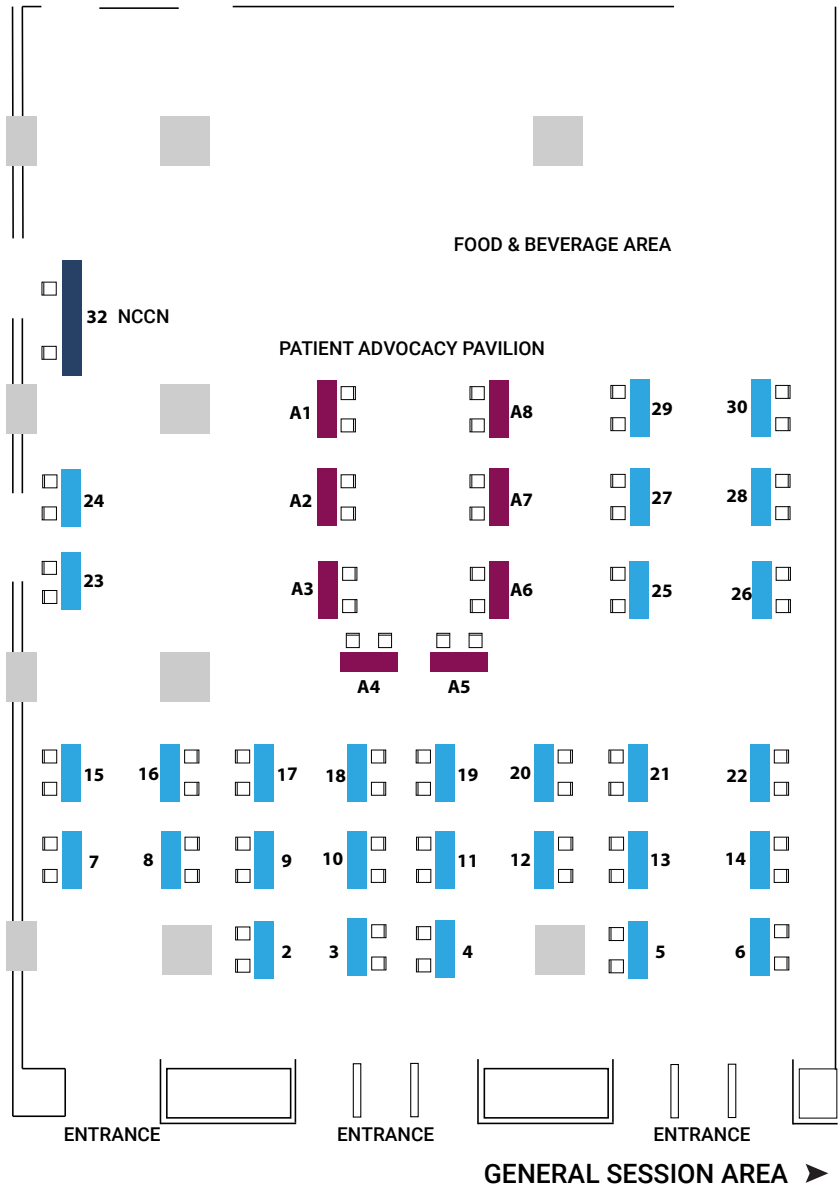 FOOD & BEVERAGE AREA
32 NCCN
PATIENT ADVOCACY PAVILION
A1 A8 29 30
24 A2 A7 27 28
23 A3 A6 25 26
A4 A5
15 16 17 18 19 20 21 22
7 8 9 10 11 12 13 14
2 3 4 5 6
ENTRANCE ENTRANCE ENTRANCE
GENERAL SESSION AREA